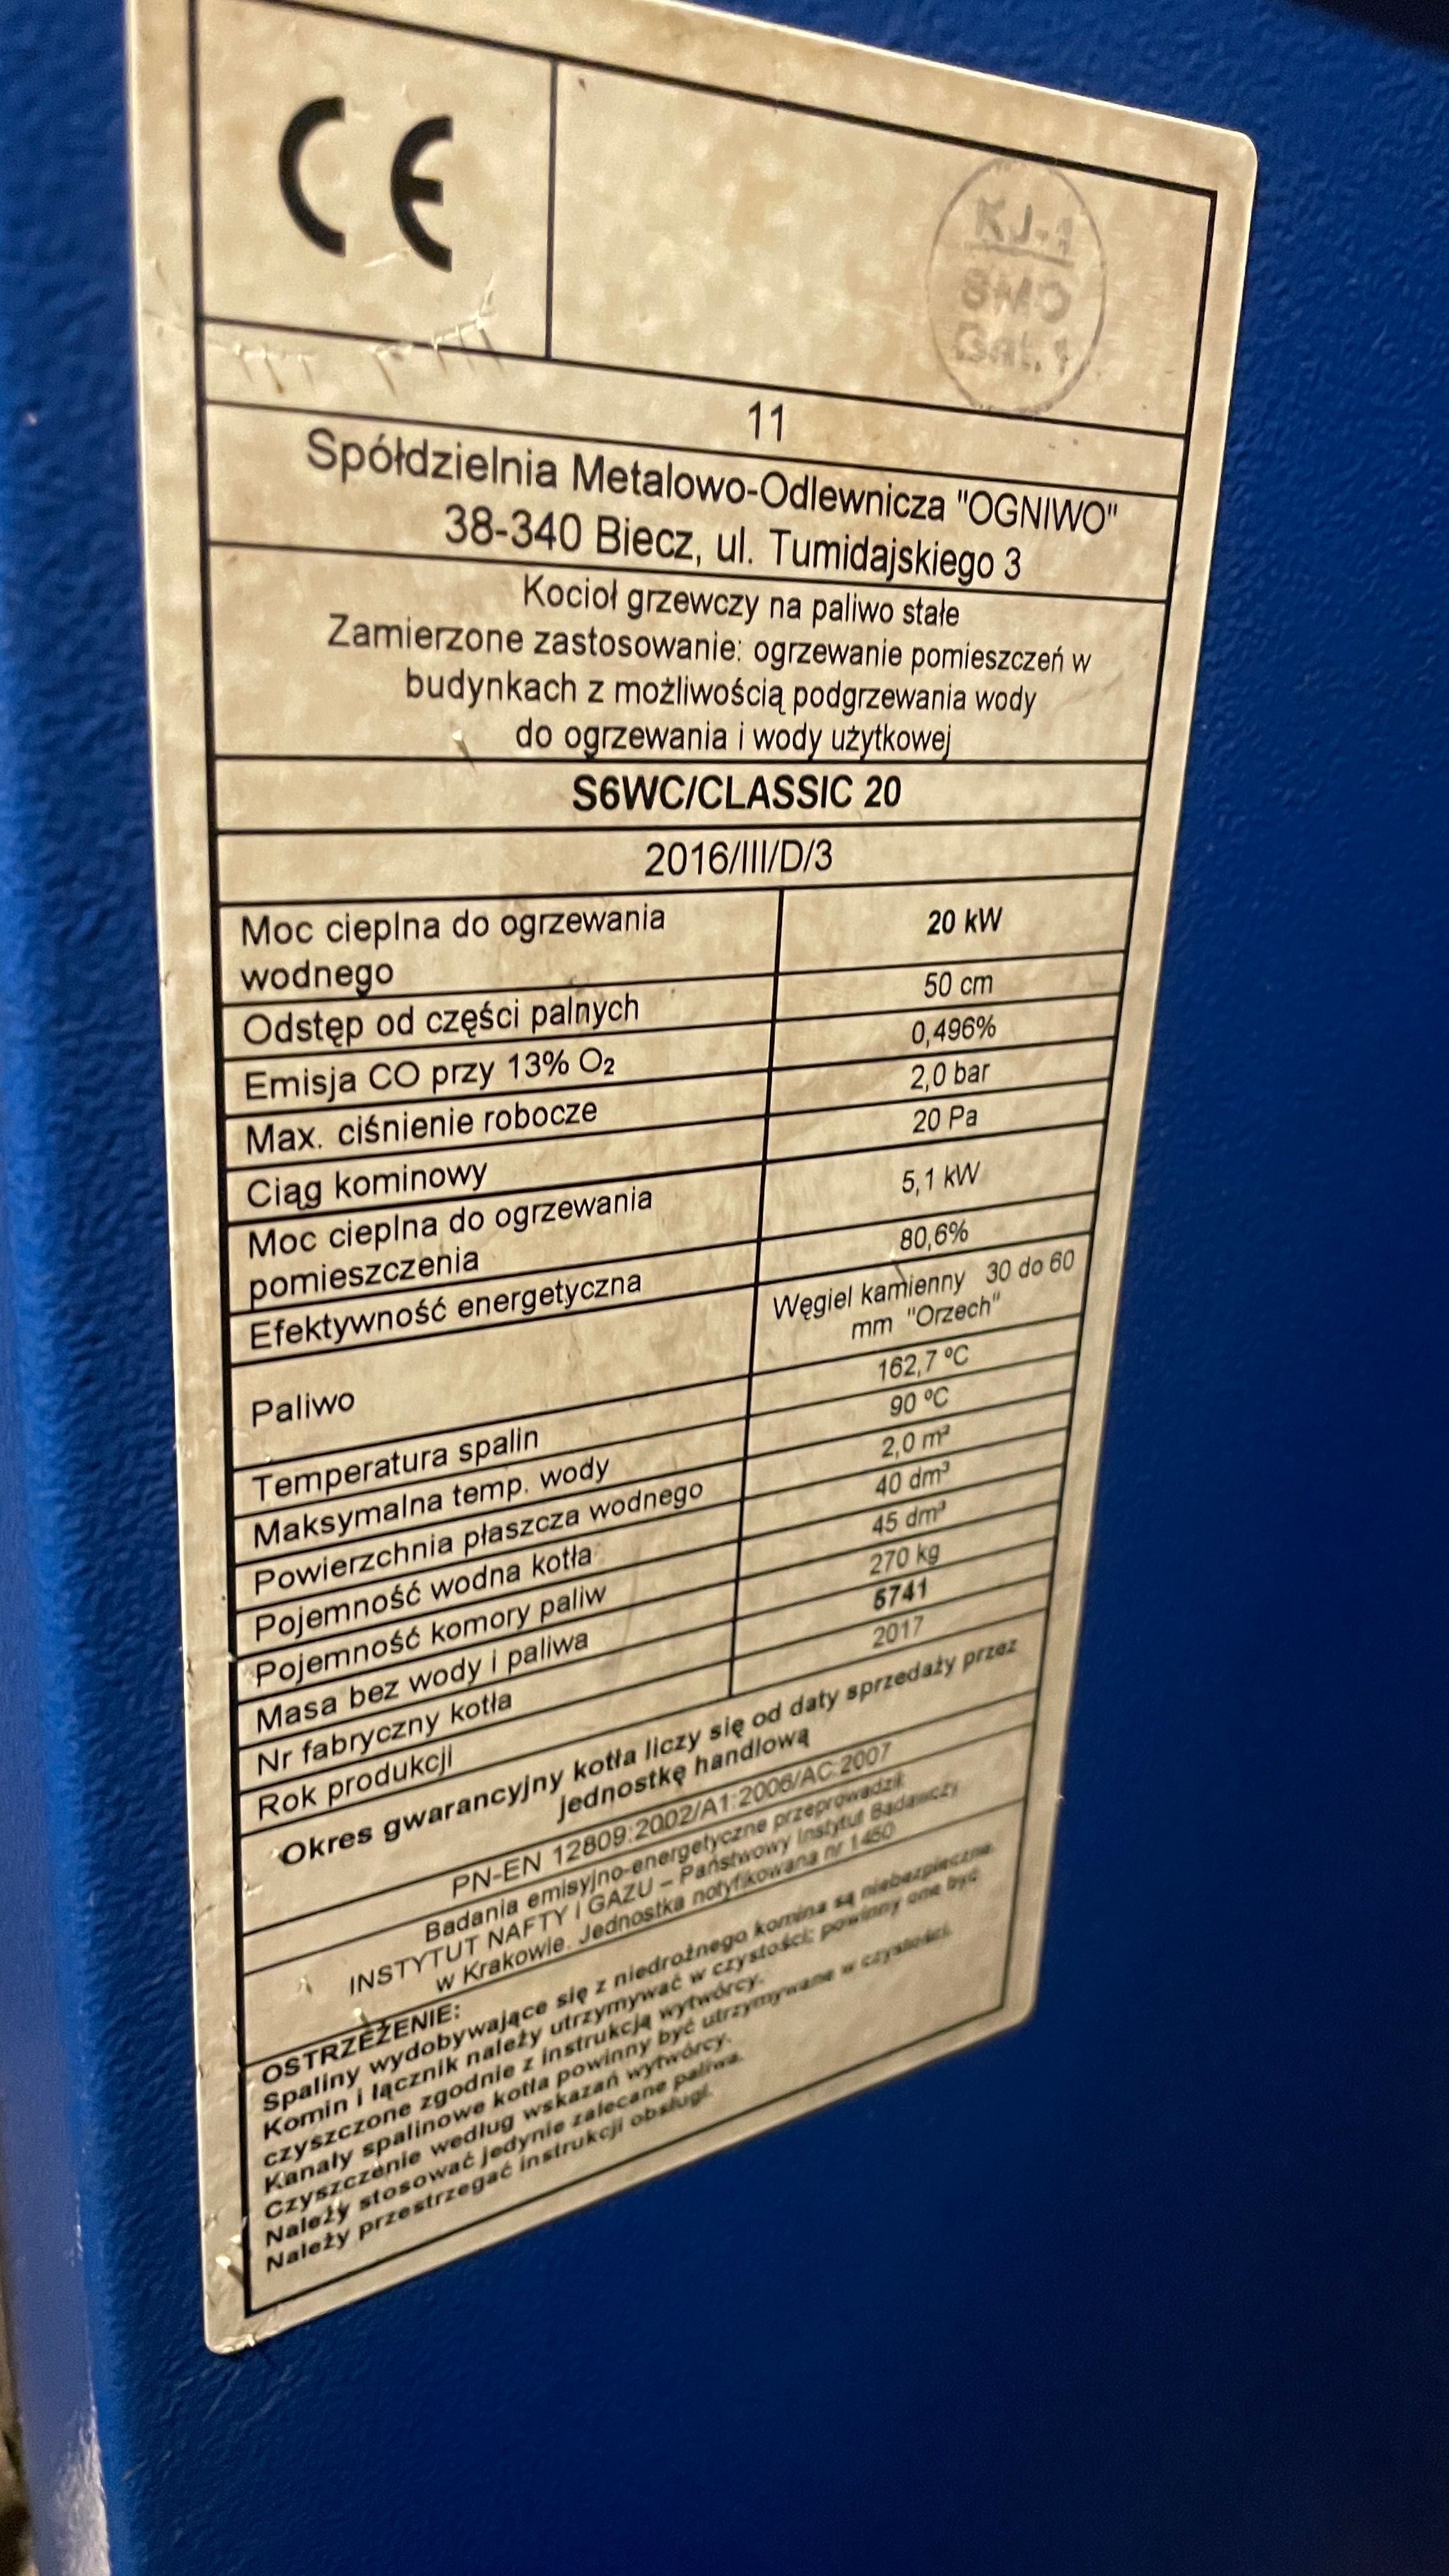 CE
11
Spółdzielnia Metalowo-Odlewnicza "OGNIWO"
38-340 Biecz, ul. Tumidajskiego 3
Kocioł grzewczy na paliwo stałe
Zamierzone zastosowanie: ogrzewanie pomieszczeń w
budynkach z możliwością podgrzewania wody
do ogrzewania i wody użytkowej
S6WC/CLASSIC 20
2016/III/D/3
Moc cieplna do ogrzewania
wodnego
20 kW
Odstęp od części palnych 50 cm
Emisja CO przy 13% O₂ 0,496%
Max. ciśnienie robocze 2,0 bar
Ciąg kominowy 20 Pa
Moc cieplna do ogrzewania
pomieszczenia
5,1 kW
Efektywność energetyczna 80,6%
Paliwo
Węgiel kamienny 30 do 60
mm "Orzech"
Temperatura spalin 162,7 ºC
Maksymalna temp. wody 90 ºC
Powierzchnia płaszcza wodnego 2,0 m²
Pojemność wodna kotła 40 dm³
Pojemność komory paliw 45 dm³
Masa bez wody i paliwa 270 kg
Nr fabryczny kotła 5741
Rok produkcji 2017
Okres gwarancyjny kotła liczy się od daty sprzedaży przez
jednostkę handlową
PN-EN 12809:2002/A1:2006/AC:2007
Badania emisyjno-energetyczne przeprowadził:
INSTYTUT NAFTY i GAZU – Państwowy Instytut Badawczy
w Krakowie. Jednostka notyfikowana nr 1450
OSTRZEŻENIE:
Spaliny wydobywające się z niedrożnego komina są niebezpieczne.
Komin i łącznik należy utrzymywać w czystości; powinny one być
czyszczone zgodnie z instrukcją wytwórcy.
Kanały spalinowe kotła powinny być utrzymywane w czystości.
Czyszczenie według wskazań wytwórcy.
Należy stosować jedynie zalecane paliwa.
Należy przestrzegać instrukcji obsługi.